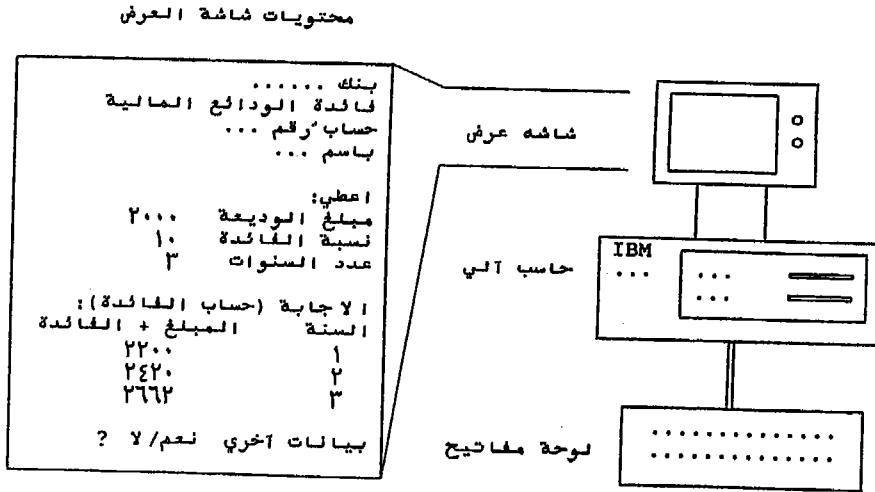 محتويات شاشة العرض
بنك ......
فائدة الودائع المالية
حساب رقم ...
باسم ...
اعطي:
مبلغ الوديعة ٢٠٠٠
نسبة الفائدة ١٠
عدد السنوات ٣
الاجابة (حساب الفائدة):
السنة المبلغ + الفائدة
١ ٢٢٠٠
٢ ٢٤٢٠
٣ ٢٦٦٢
بيانات آخري نعم/لا ?
شاشه عرض
حاسب آلي
لوحة مفاتيح
IBM